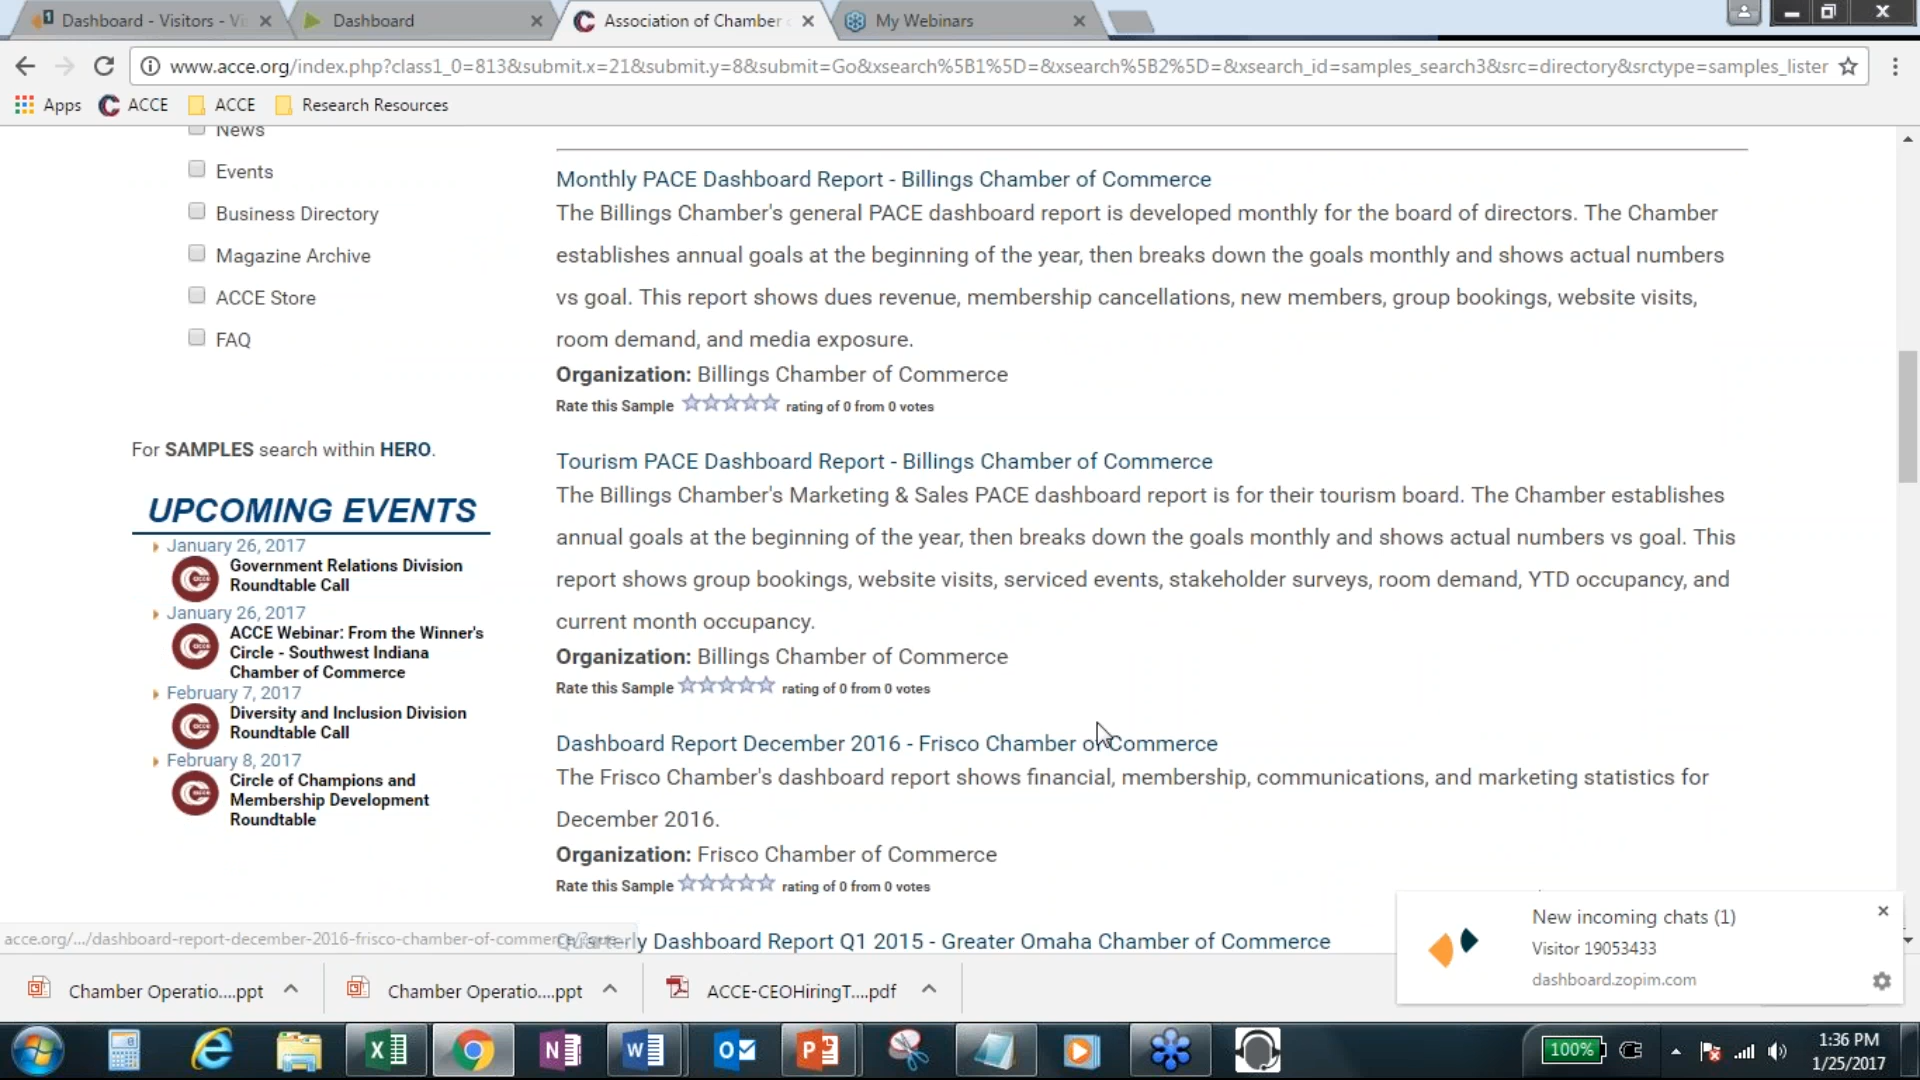 Dashboard - Visitors - Vi
Dashboard
Association of Chamber
My Webinars
www.acce.org/index.php?class1_0=813&submit.x=21&submit.y=8&submit=Go&xsearch%5B1%5D=&xsearch%5B2%5D=&xsearch_id=samples_search3&src=directory&srctype=samples_lister
Apps
ACCE
ACCE
Research Resources
News
Events
Business Directory
Magazine Archive
ACCE Store
FAQ
For SAMPLES search within HERO.
UPCOMING EVENTS
January 26, 2017
Government Relations Division
Roundtable Call
January 26, 2017
ACCE Webinar: From the Winner's
Circle - Southwest Indiana
Chamber of Commerce
February 7, 2017
Diversity and Inclusion Division
Roundtable Call
February 8, 2017
Circle of Champions and
Membership Development
Roundtable
Monthly PACE Dashboard Report - Billings Chamber of Commerce
The Billings Chamber's general PACE dashboard report is developed monthly for the board of directors. The Chamber
establishes annual goals at the beginning of the year, then breaks down the goals monthly and shows actual numbers
vs goal. This report shows dues revenue, membership cancellations, new members, group bookings, website visits,
room demand, and media exposure.
Organization: Billings Chamber of Commerce
Rate this Sample rating of 0 from 0 votes
Tourism PACE Dashboard Report - Billings Chamber of Commerce
The Billings Chamber's Marketing & Sales PACE dashboard report is for their tourism board. The Chamber establishes
annual goals at the beginning of the year, then breaks down the goals monthly and shows actual numbers vs goal. This
report shows group bookings, website visits, serviced events, stakeholder surveys, room demand, YTD occupancy, and
current month occupancy.
Organization: Billings Chamber of Commerce
Rate this Sample rating of 0 from 0 votes
Dashboard Report December 2016 - Frisco Chamber of Commerce
The Frisco Chamber's dashboard report shows financial, membership, communications, and marketing statistics for
December 2016.
Organization: Frisco Chamber of Commerce
Rate this Sample rating of 0 from 0 votes
Quarterly Dashboard Report Q1 2015 - Greater Omaha Chamber of Commerce
acce.org/.../dashboard-report-december-2016-frisco-chamber-of-commerce/
New incoming chats (1)
Visitor 19053433
dashboard.zopim.com
Chamber Operatio....ppt
Chamber Operatio....ppt
ACCE-CEOHiringT....pdf
100%
1:36 PM
1/25/2017